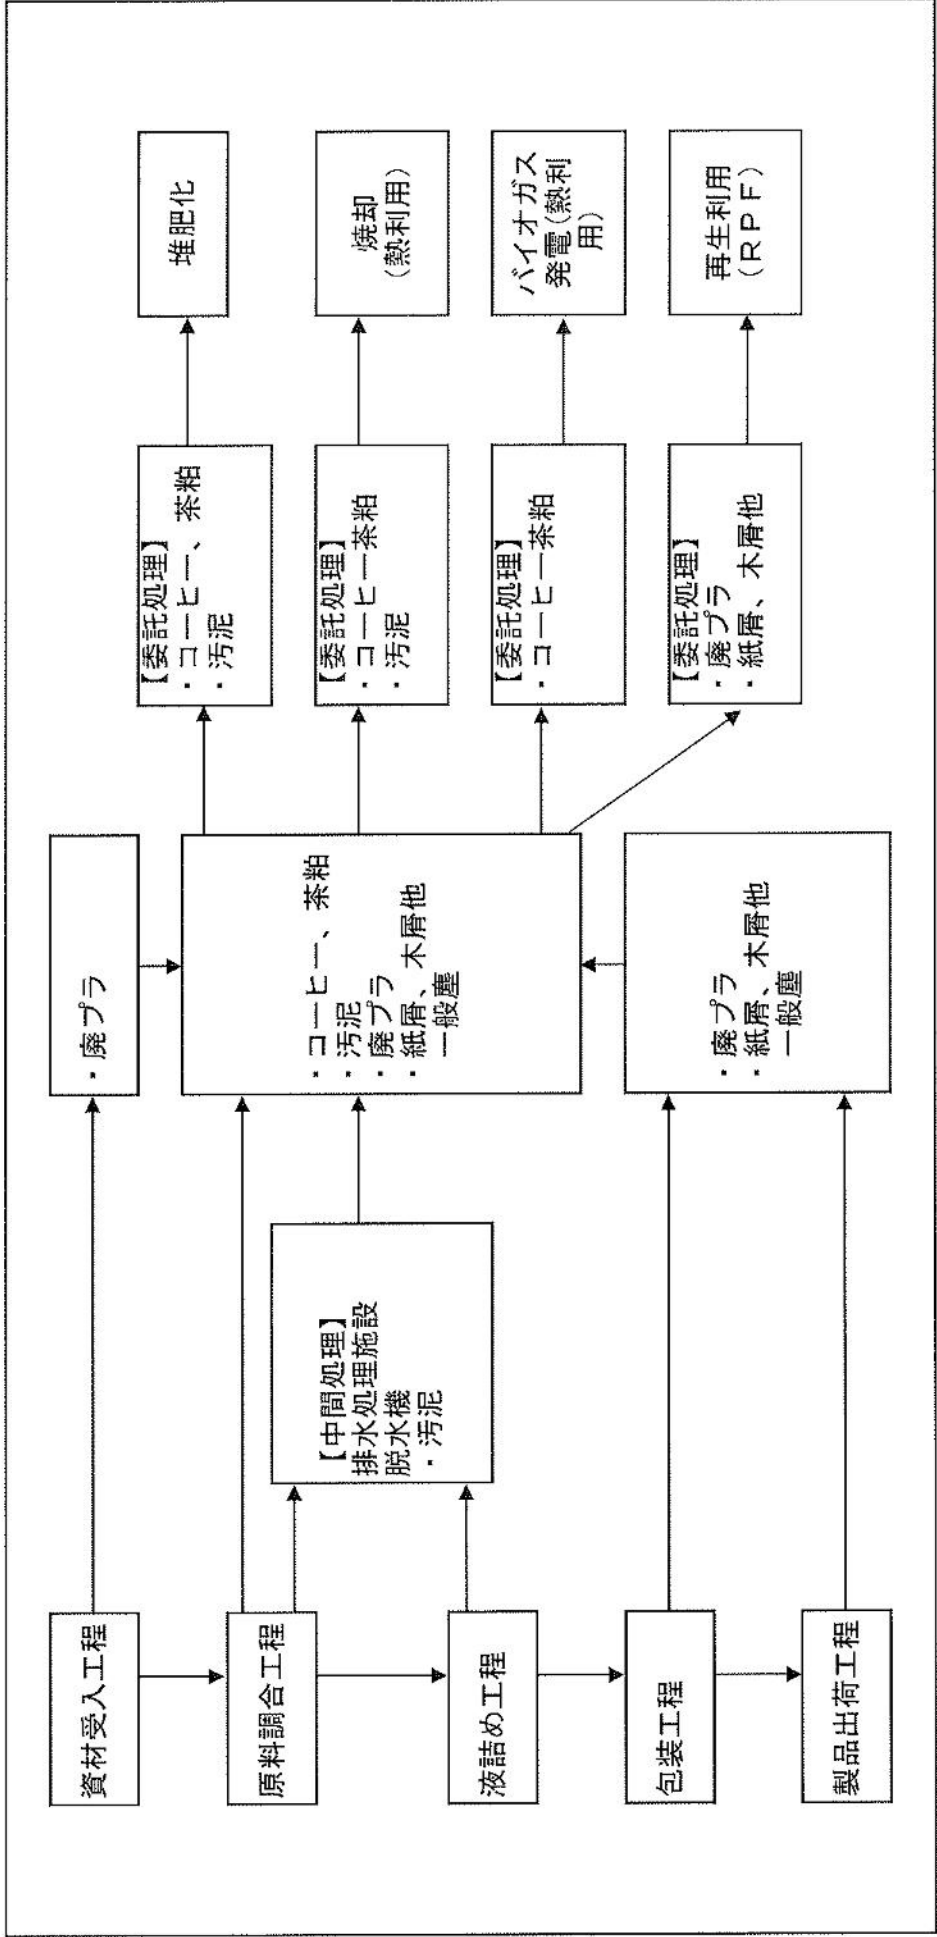 資材受入工程
原料調合工程
液詰め工程
包装工程
製品出荷工程
【中間処理】
排水処理施設
脱水機
・汚泥
・廃プラ
・コーヒー、茶粕
・汚泥
・廃プラ
・紙屑、木屑他
一般塵
・廃プラ
・紙屑、木屑他
一般塵
【委託処理】
・コーヒー、茶粕
・汚泥
【委託処理】
・コーヒー茶粕
・汚泥
【委託処理】
・コーヒー茶粕
【委託処理】
・廃プラ
・紙屑、木屑他
堆肥化
焼却
(熱利用)
バイオガス
発電(熱利
用)
再生利用
(RPF)